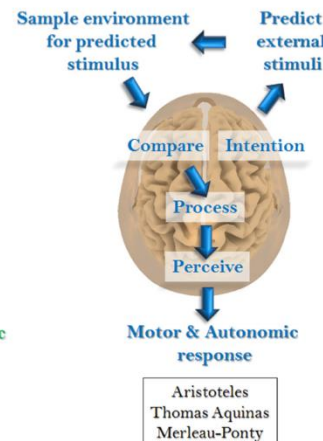 Sample environment
for predicted
stimulus
Predict
external
stimuli
Compare
Intention
Process
Perceive
Motor & Autonomic
response
Aristoteles
Thomas Aquinas
Merleau-Ponty